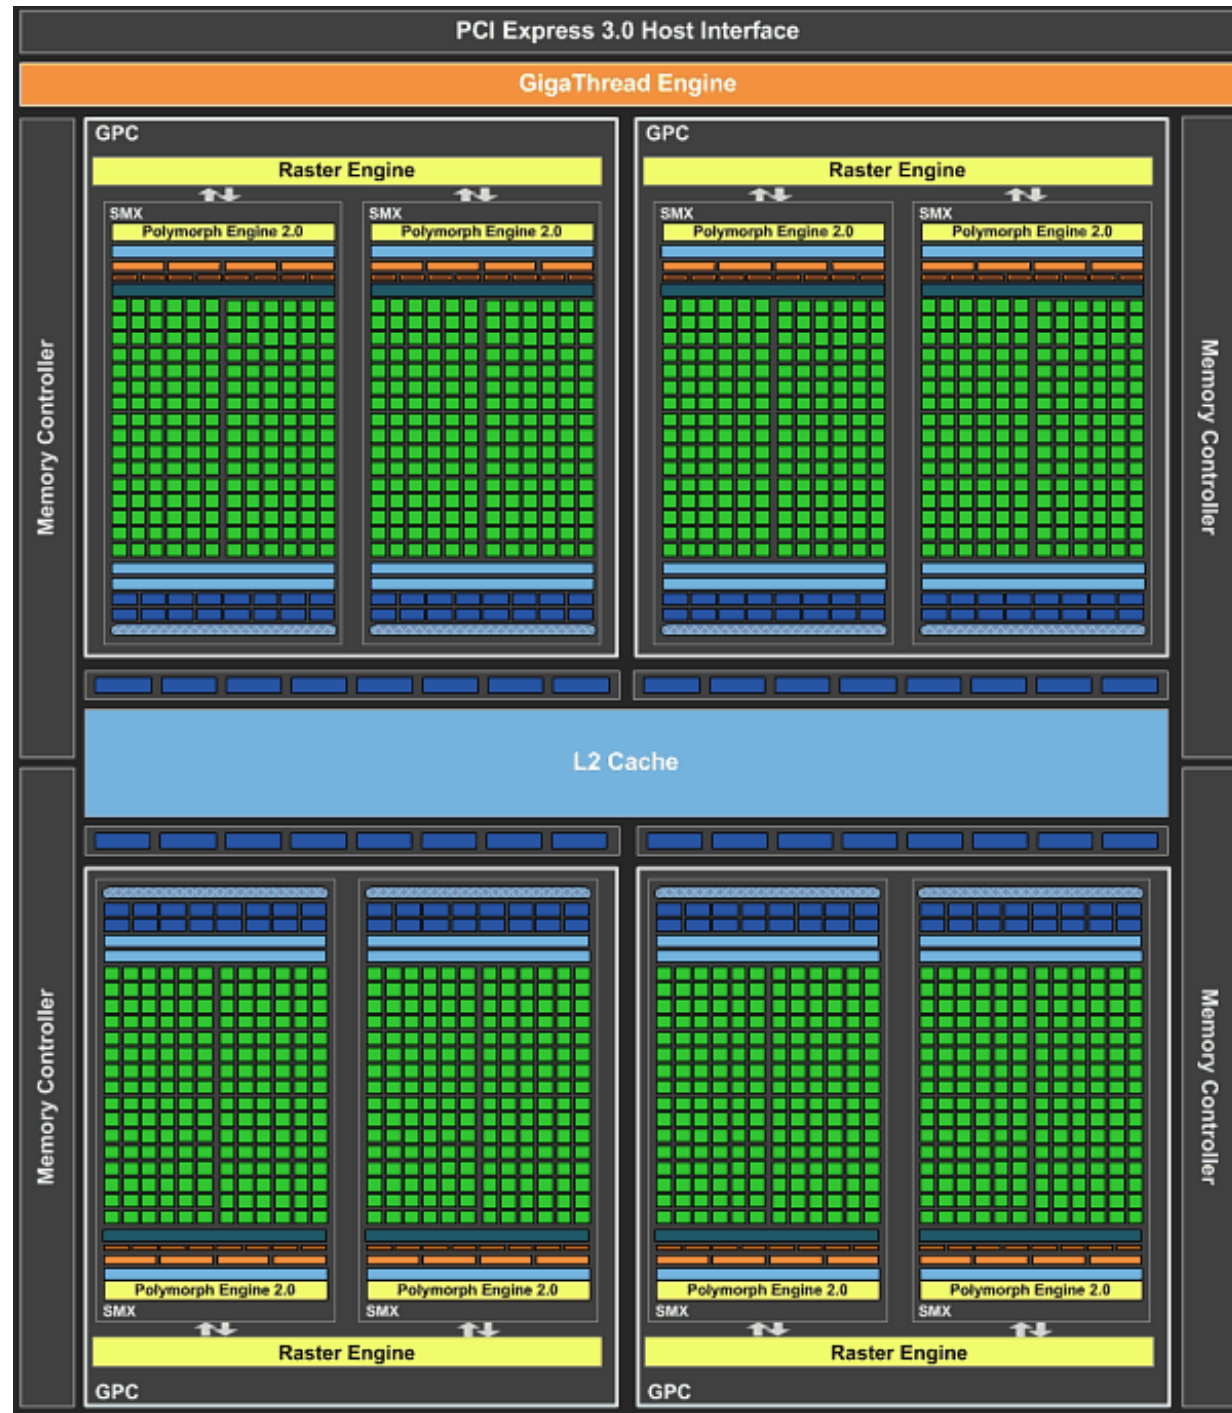 PCI Express 3.0 Host Interface
GigaThread Engine
Memory Controller
GPC
Raster Engine
SMX
Polymorph Engine 2.0
SMX
Polymorph Engine 2.0
GPC
Raster Engine
SMX
Polymorph Engine 2.0
SMX
Polymorph Engine 2.0
Memory Controller
L2 Cache
Memory Controller
Polymorph Engine 2.0
SMX
Polymorph Engine 2.0
SMX
Raster Engine
GPC
Polymorph Engine 2.0
SMX
Polymorph Engine 2.0
SMX
Raster Engine
GPC
Memory Controller